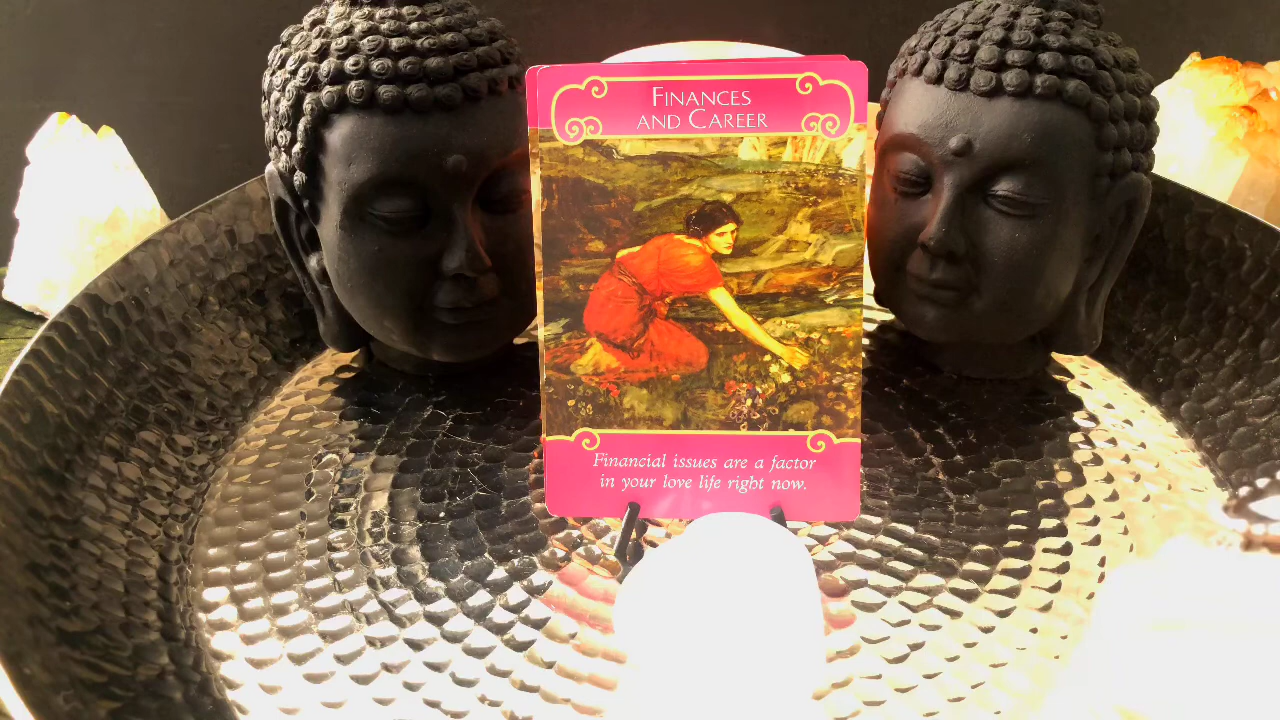 Finances
and Career
Financial issues are a factor
in your love life right now.